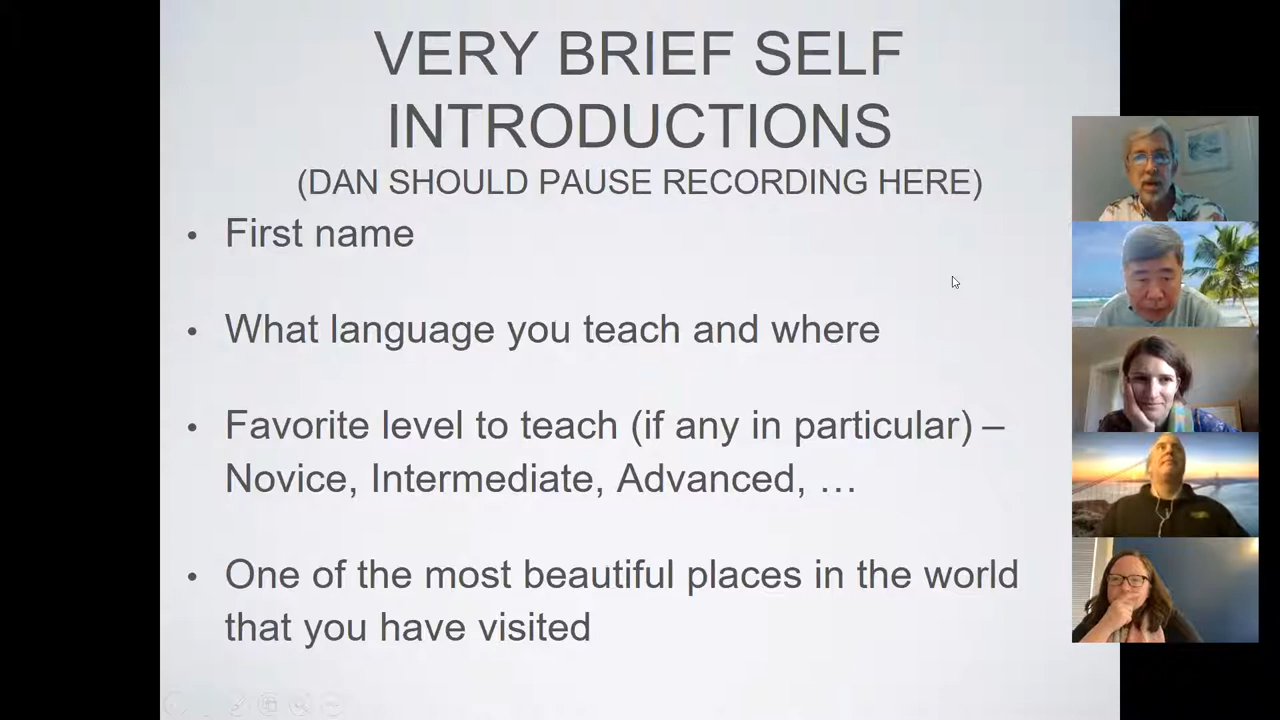 VERY BRIEF SELF
INTRODUCTIONS
(DAN SHOULD PAUSE RECORDING HERE)
• First name
• What language you teach and where
• Favorite level to teach (if any in particular) –
Novice, Intermediate, Advanced, …
• One of the most beautiful places in the world
that you have visited